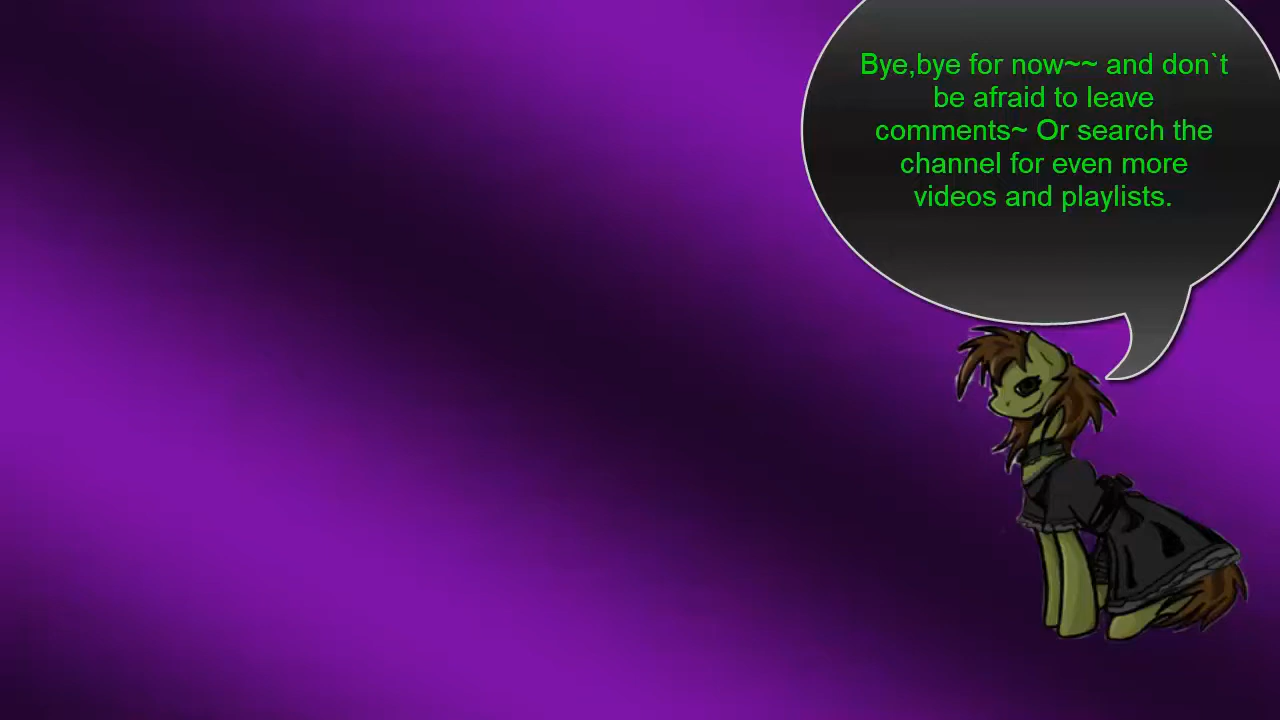 Bye,bye for now~~ and don`t
be afraid to leave
comments~ Or search the
channel for even more
videos and playlists.